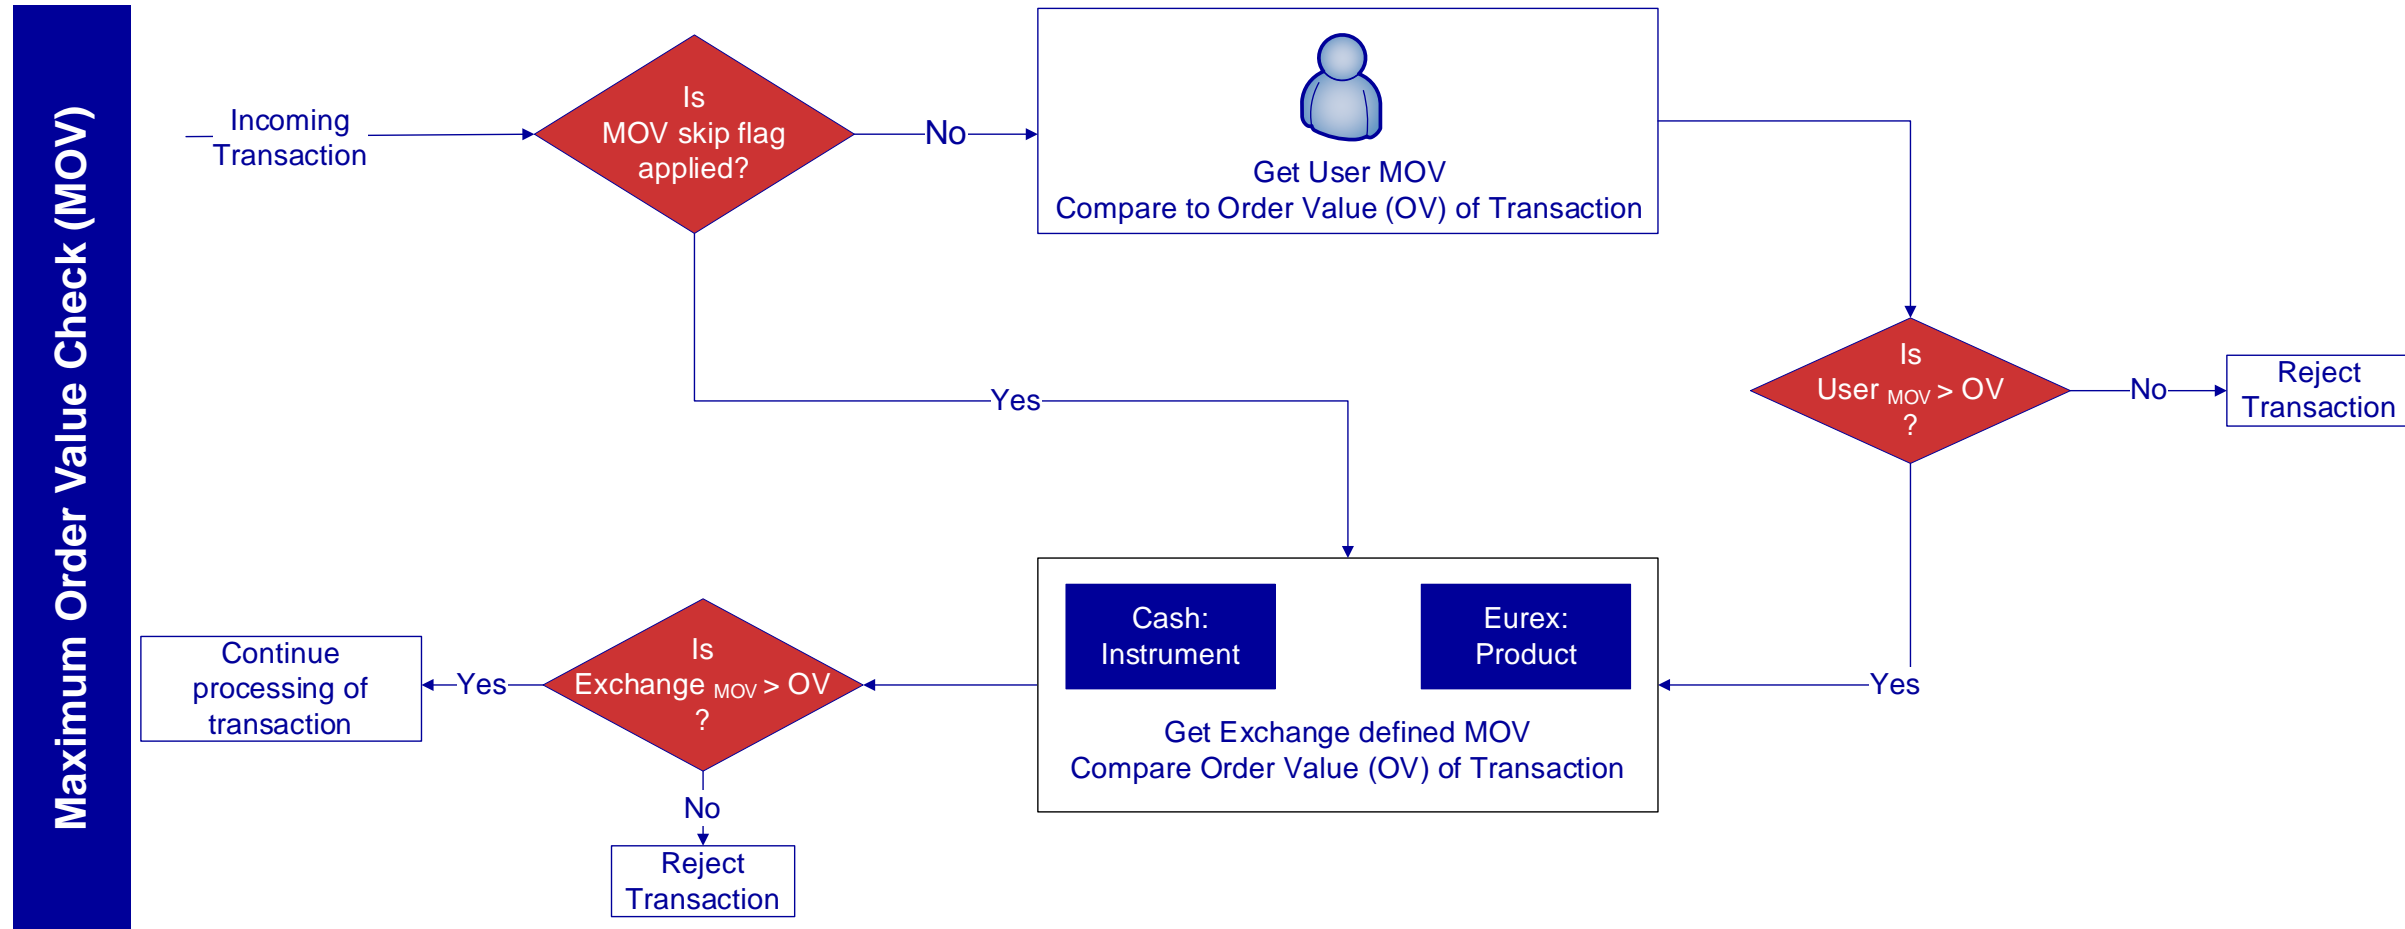 Maximum Order Value Check (MOV)
Incoming
Transaction
Is
MOV skip flag
applied?
No
Get User MOV
Compare to Order Value (OV) of Transaction
Is
User MOV > OV
?
No
Reject
Transaction
Yes
Yes
Cash:
Instrument
Eurex:
Product
Get Exchange defined MOV
Compare Order Value (OV) of Transaction
Is
Exchange MOV > OV
?
Yes
Continue
processing of
transaction
No
Reject
Transaction